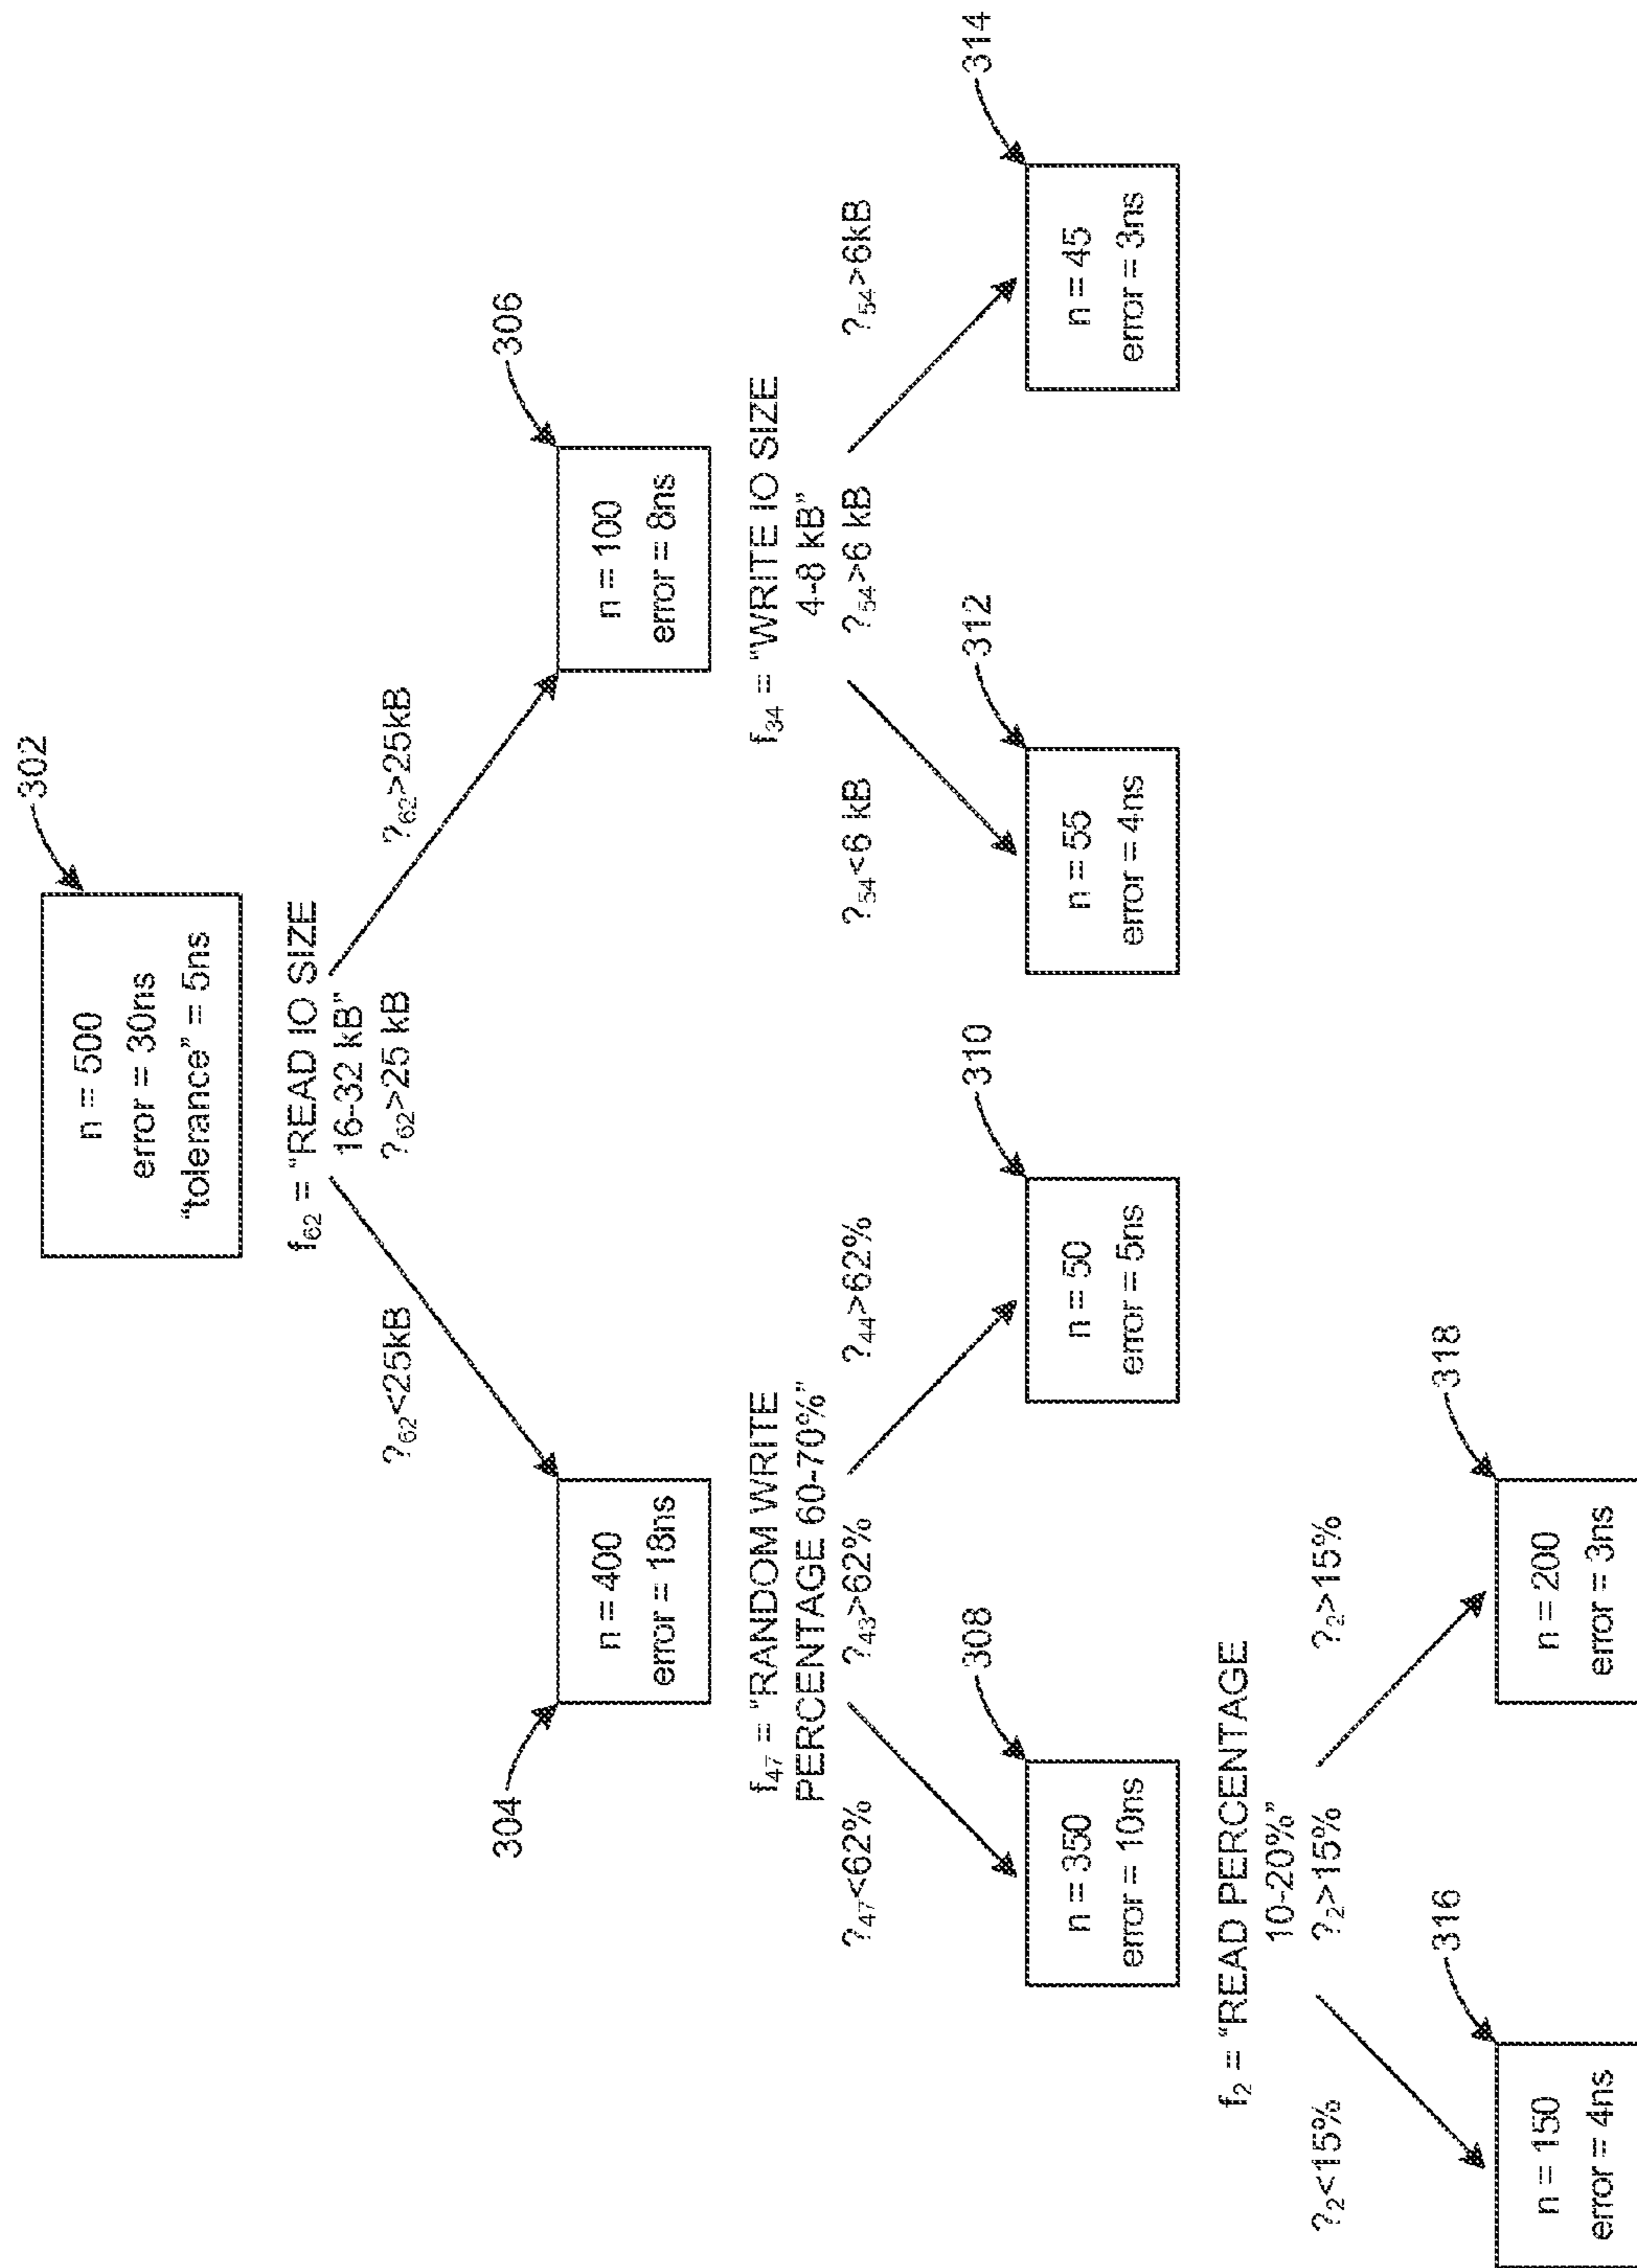 302
n = 500
error = 30ns
"tolerance" = 5ns
f62 = "READ IO SIZE
16-32 kB"
?62>25 kB
?62<25kB
?62>25kB
304
n = 400
error = 18ns
306
n = 100
error = 8ns
f47 = "RANDOM WRITE
PERCENTAGE 60-70%"
?43>62%
?47<62%
?44>62%
f34 = "WRITE IO SIZE
4-8 kB"
?54>6 kB
?54<6 kB
?54>6kB
308
n = 350
error = 10ns
310
n = 50
error = 5ns
312
n = 55
error = 4ns
314
n = 45
error = 3ns
f2 = "READ PERCENTAGE
10-20%"
?2>15%
?2<15%
?2>15%
316
n = 150
error = 4ns
318
n = 200
error = 3ns